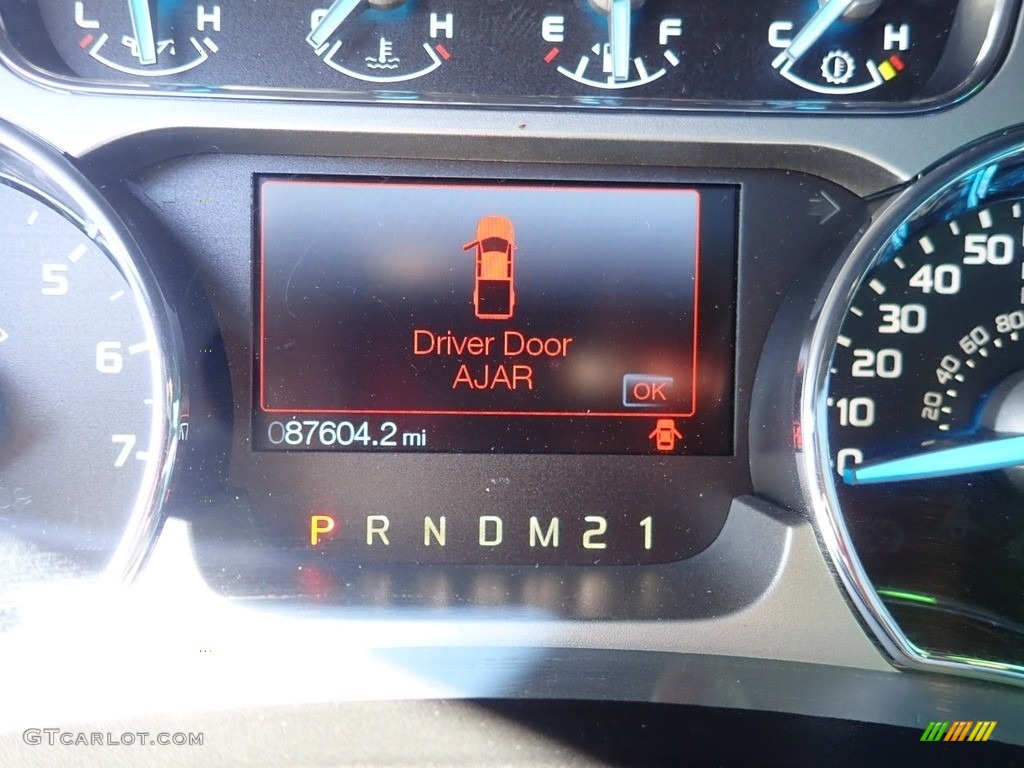 L H
C H
E F
C H
5
6
7
Driver Door
AJAR
OK
087604.2 mi
P R N D M 2 1
50
40
30
20
10
0
80
60
40
20
GTCARLOT.COM